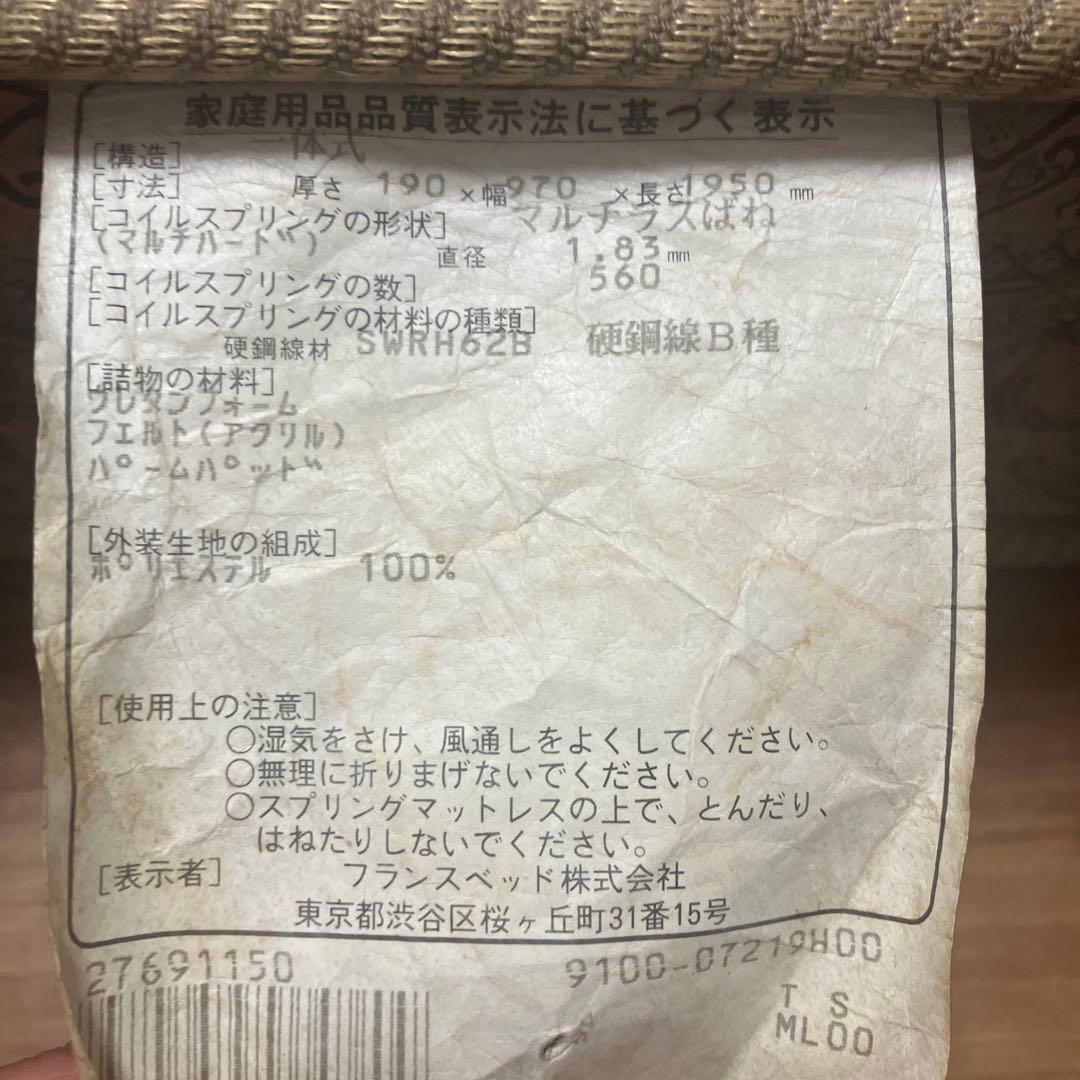 家庭用品品質表示法に基づく表示
[構造] 一体式
[寸法] 厚さ 190 ×幅 970 ×長さ1950 mm
[コイルスプリングの形状] マルチラスばね
(マルチハード) 直径 1.83mm
[コイルスプリングの数] 560
[コイルスプリングの材料の種類]
硬鋼線材 SWRH62B 硬鋼線B種
[詰物の材料]
ウレタンフォーム
フェルト(アクリル)
パームパッド
[外装生地の組成]
ポリエステル 100%
[使用上の注意]
○湿気をさけ、風通しをよくしてください。
○無理に折りまげないでください。
○スプリングマットレスの上で、とんだり、
はねたりしないでください。
[表示者] フランスベッド株式会社
東京都渋谷区桜ヶ丘町31番15号
27691150 9100-07219H00
T S
ML00